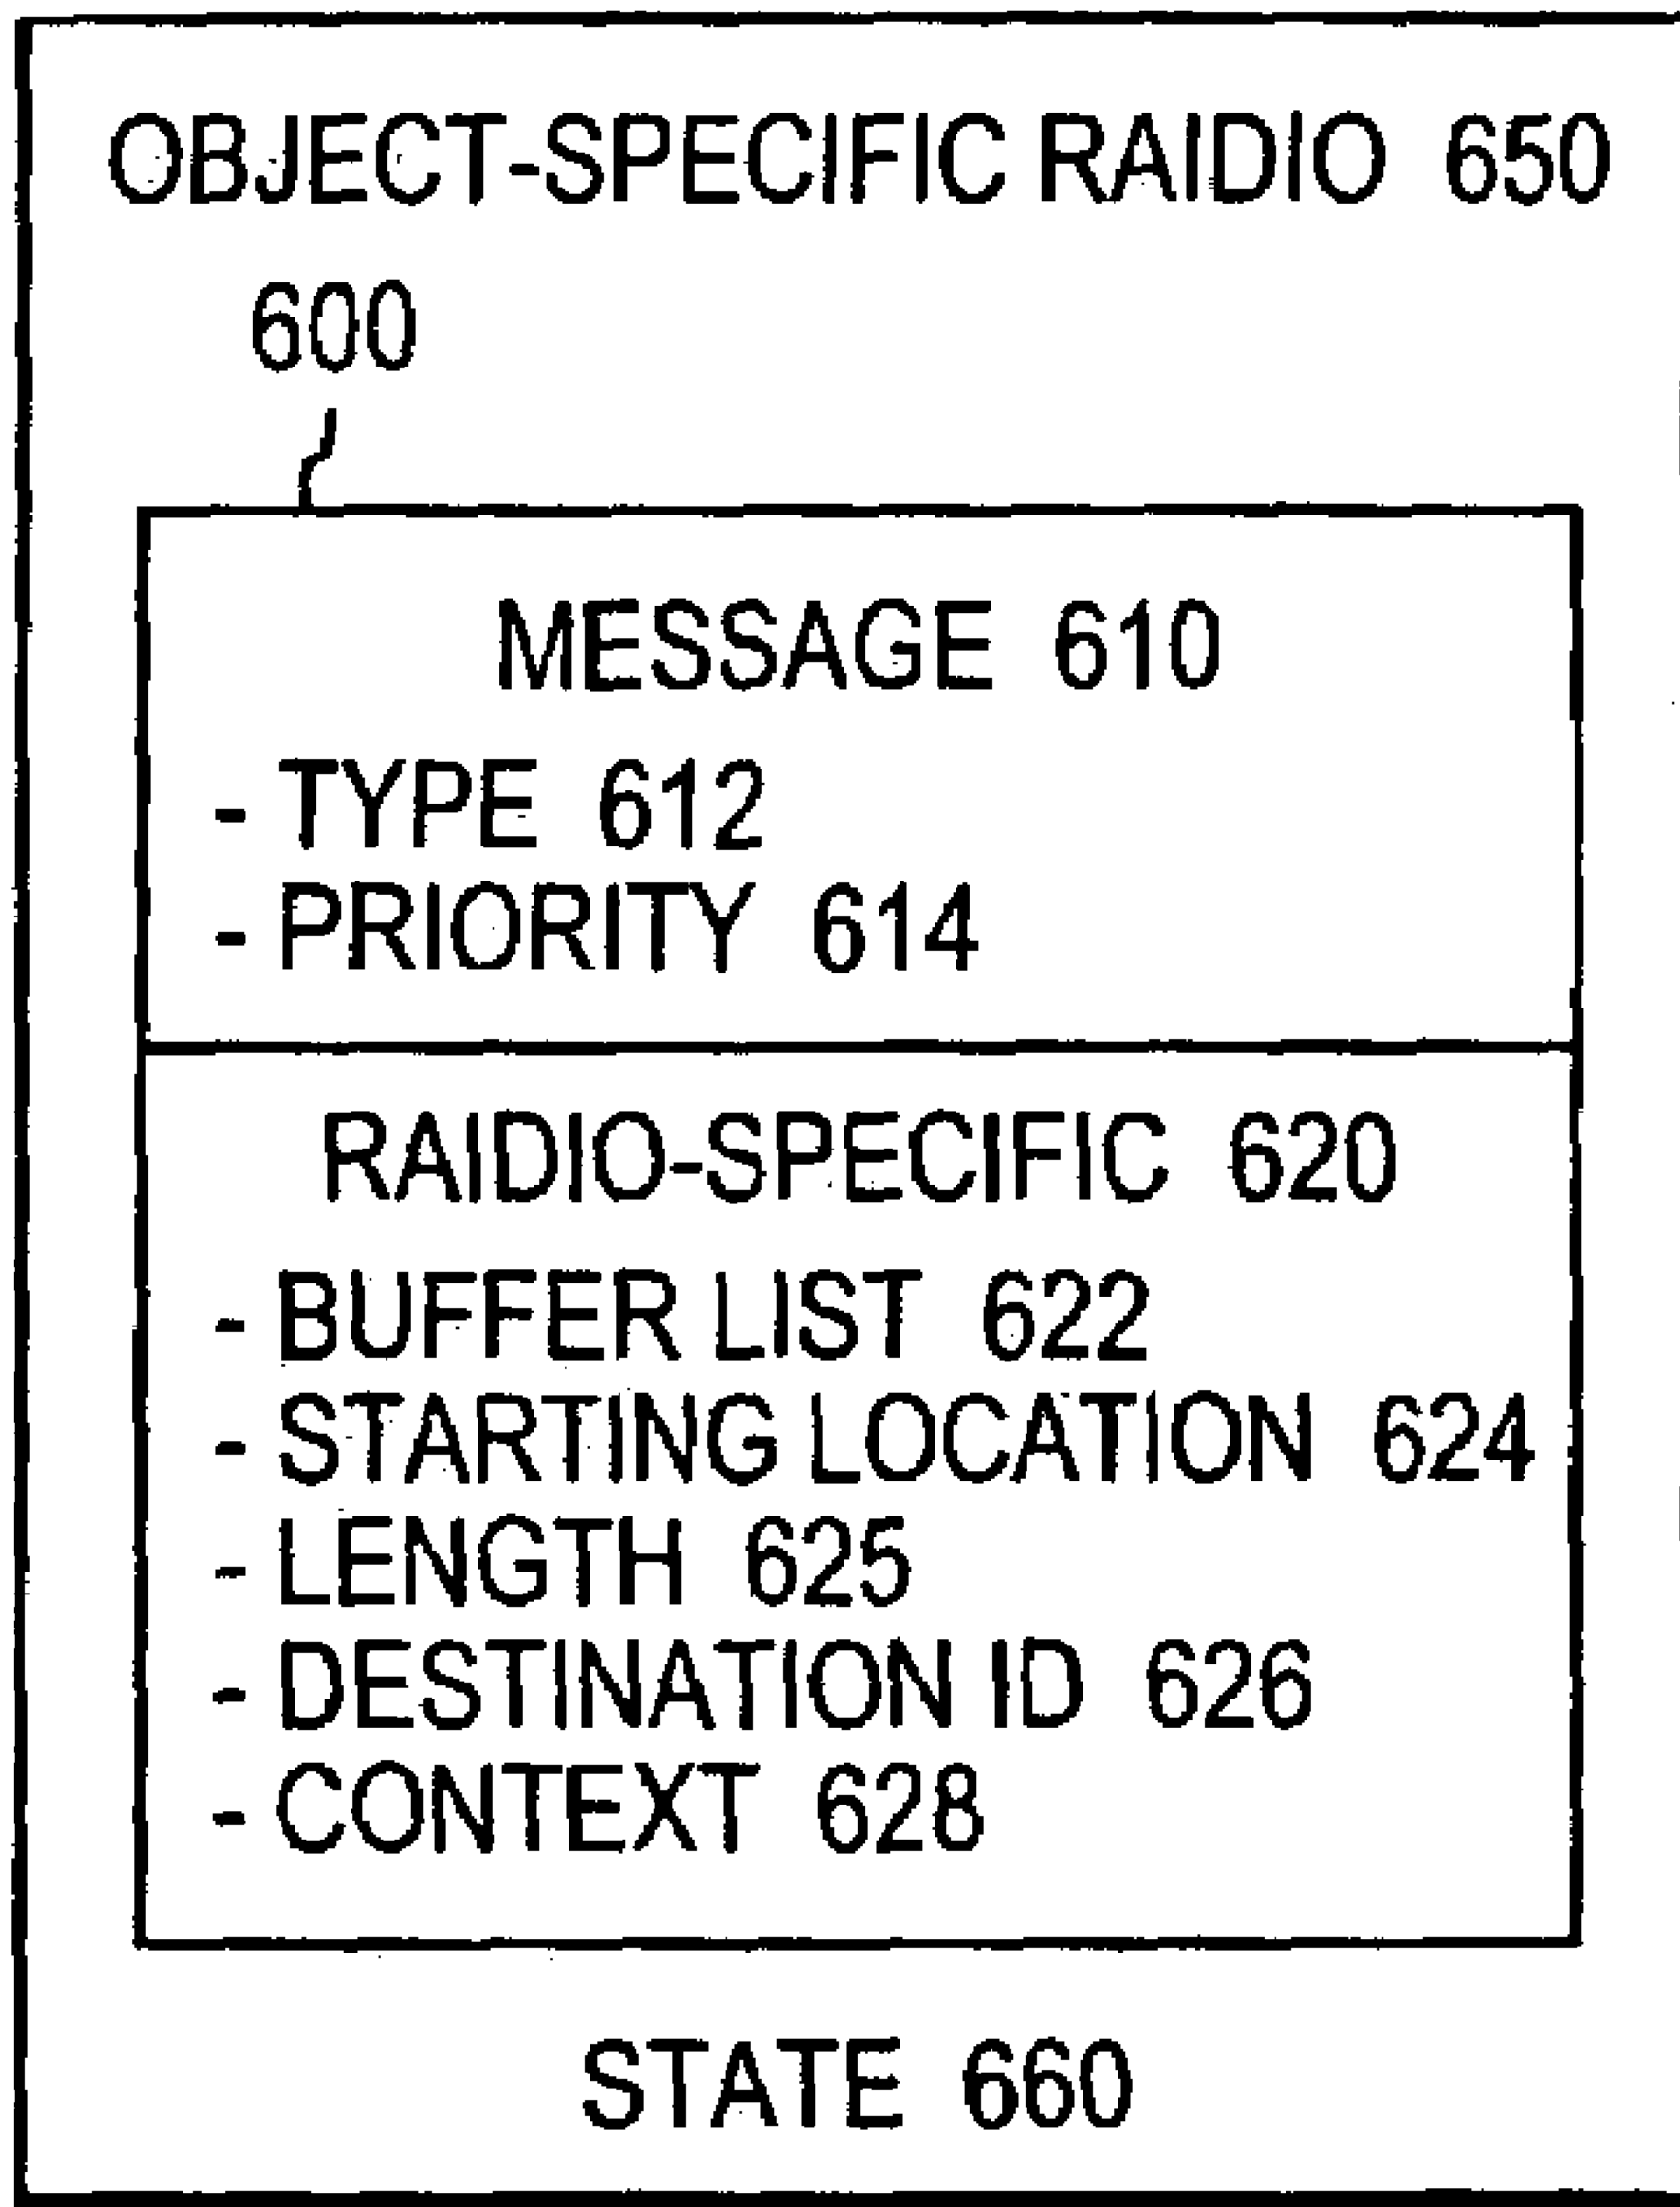 OBJECT-SPECIFIC RAIDIO 650
600
MESSAGE 610
- TYPE 612
- PRIORITY 614
RAIDIO-SPECIFIC 620
- BUFFER LIST 622
- STARTING LOCATION 624
- LENGTH 625
- DESTINATION ID 626
- CONTEXT 628
STATE 660